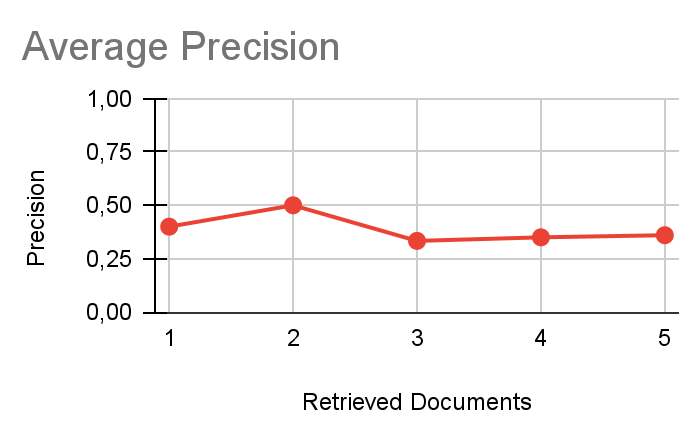 Average Precision
1,00
0,75
0,50
0,25
0,00
Precision
1 2 3 4 5
Retrieved Documents